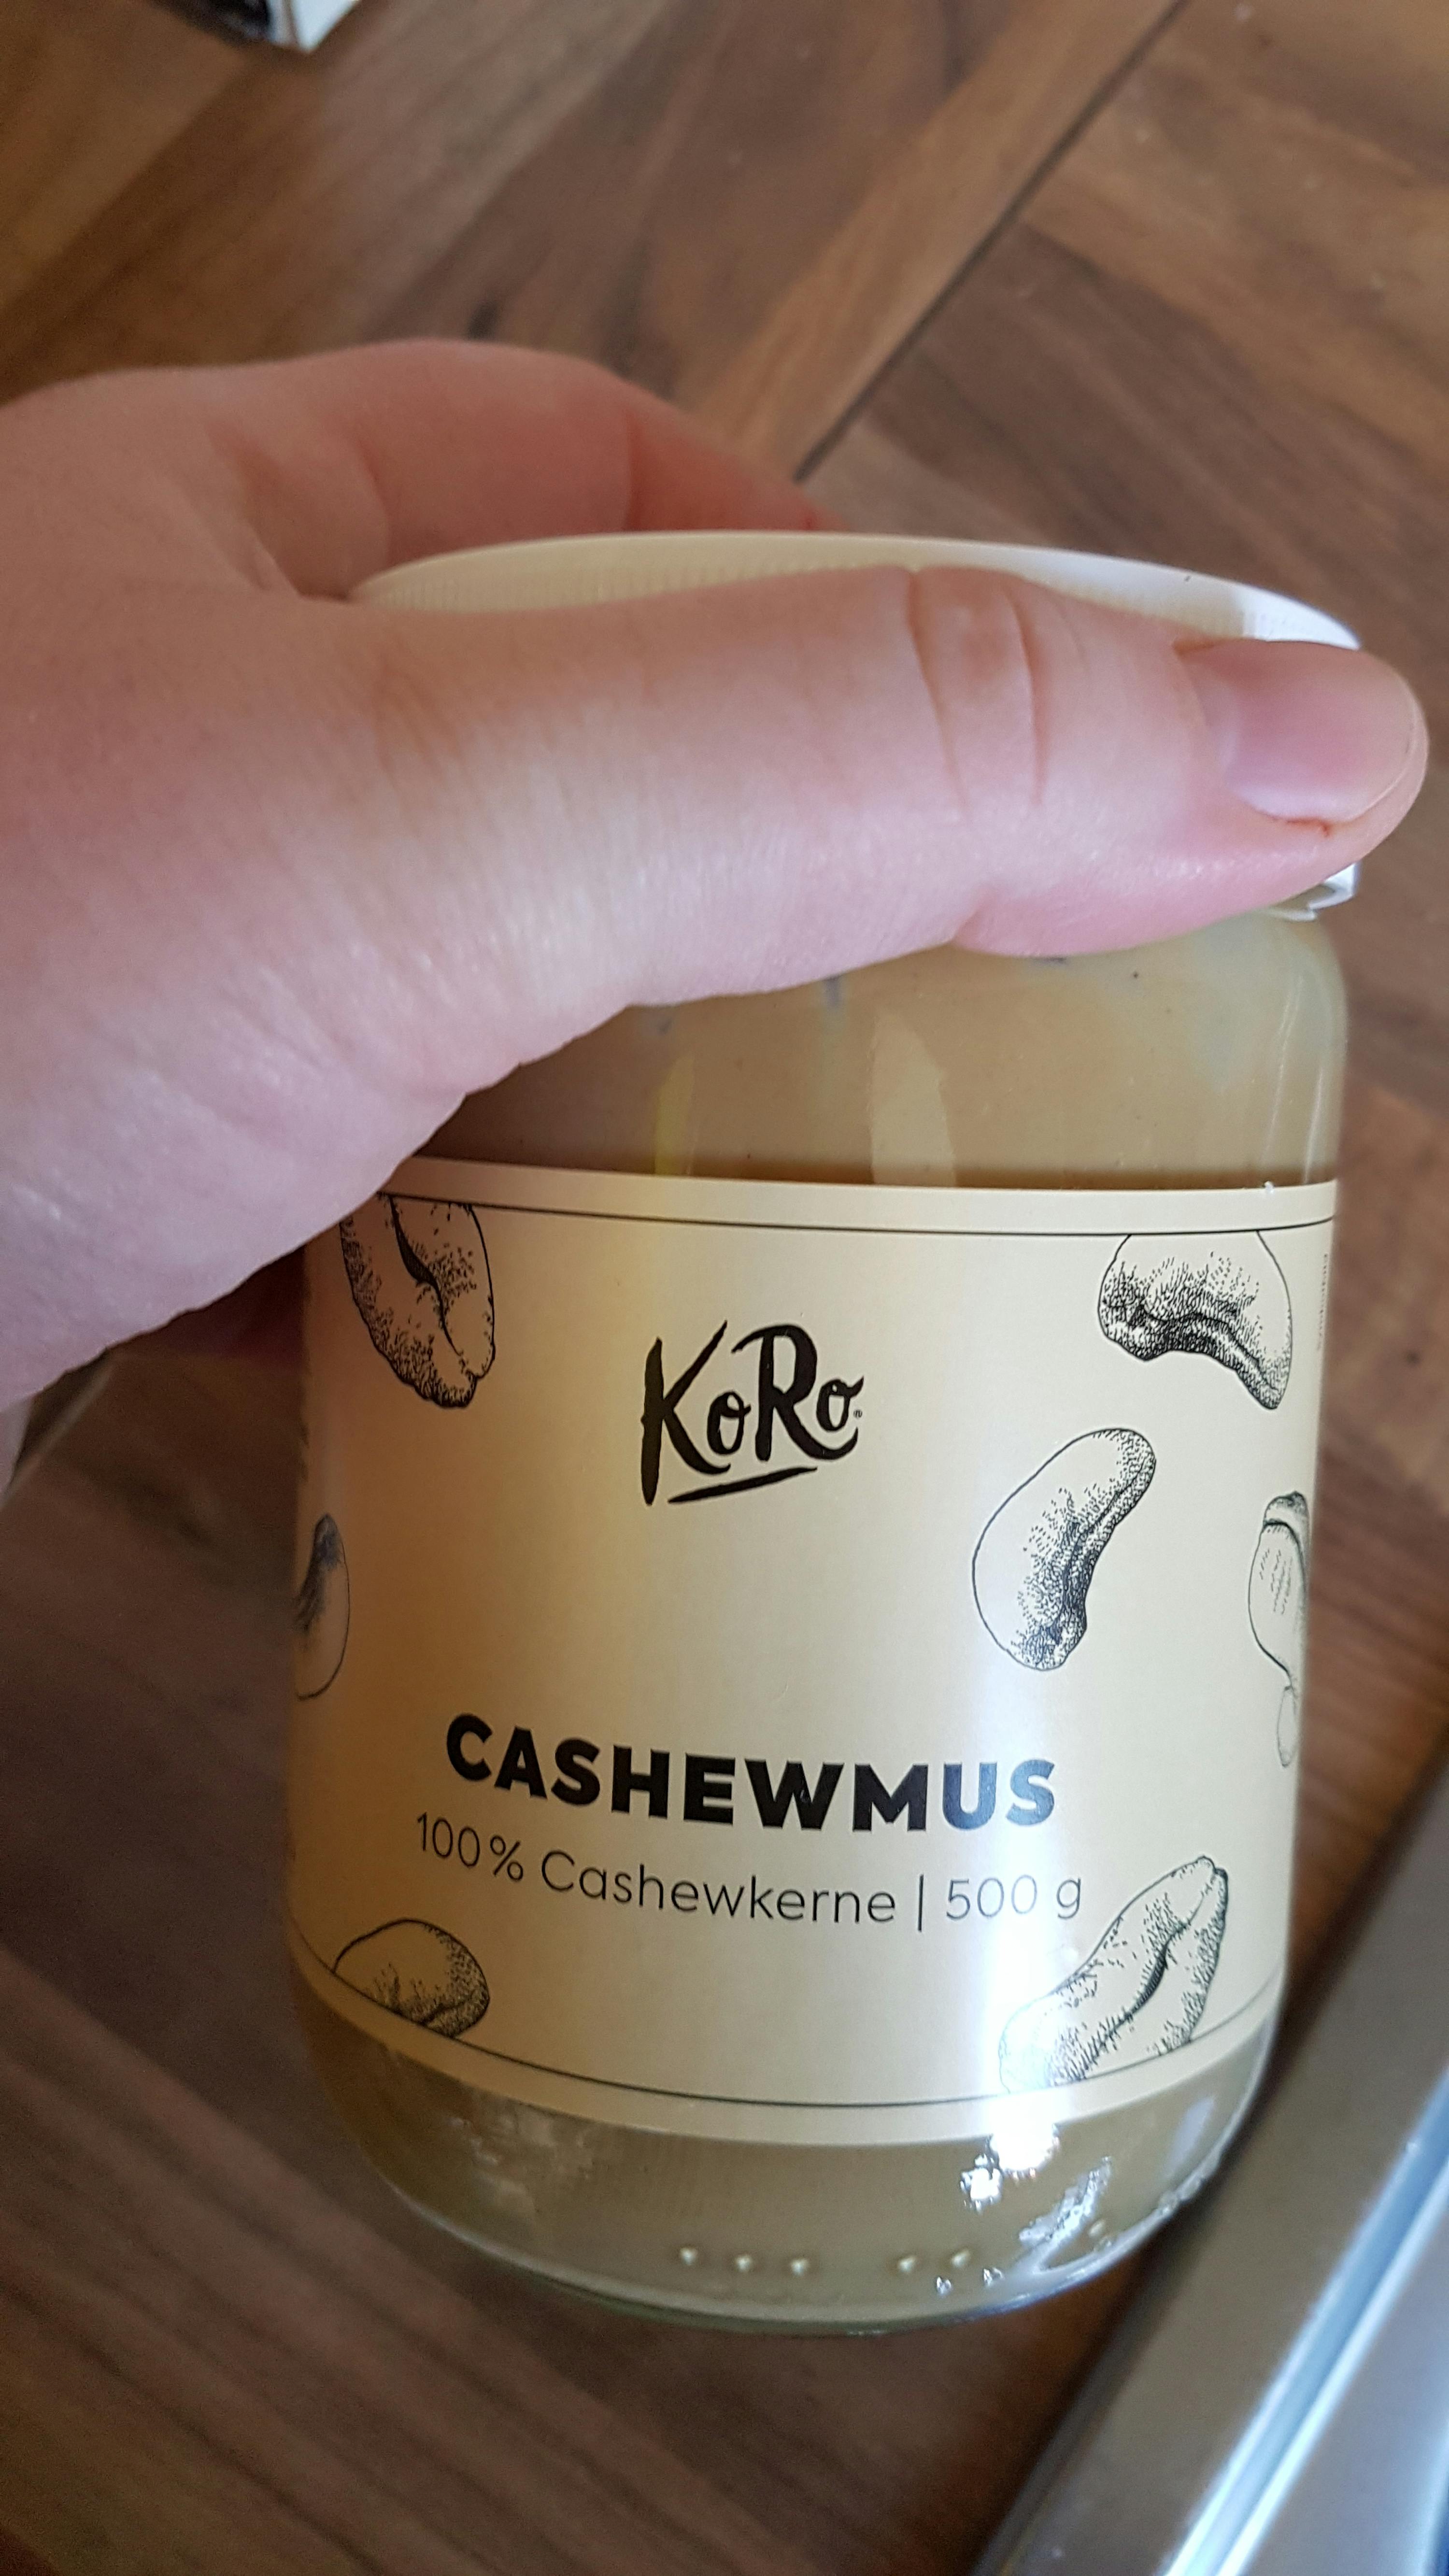 KoRo
CASHEWMUS
100% Cashewkerne | 500 g